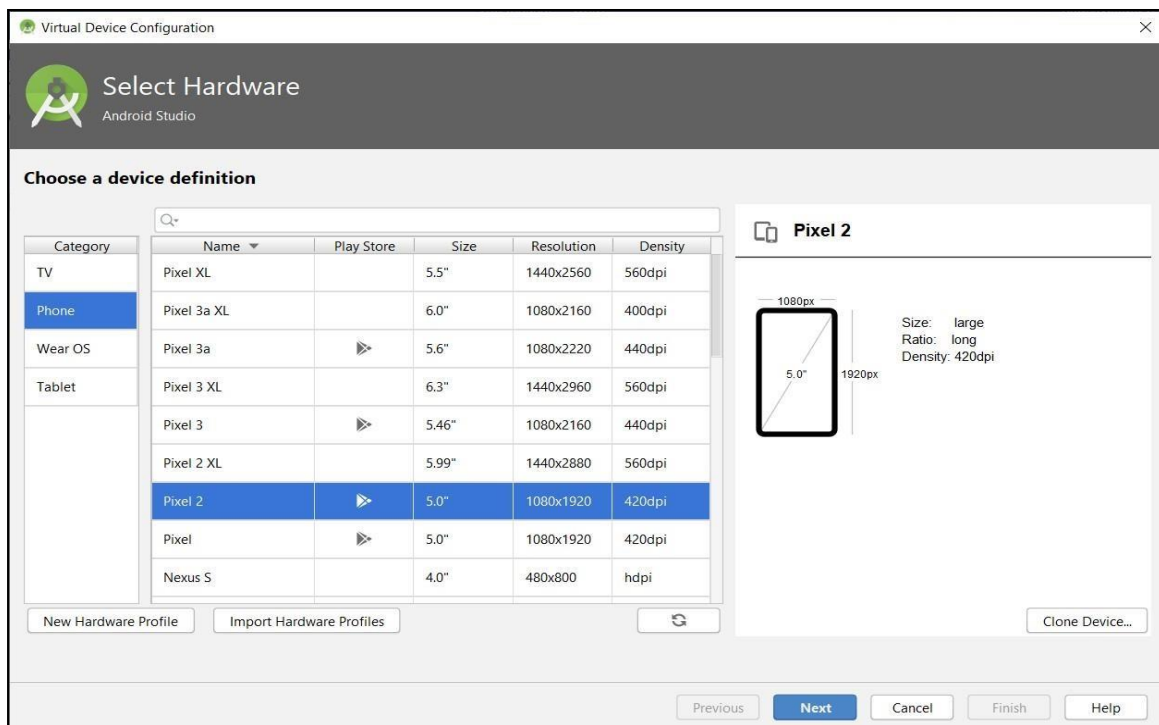 Virtual Device Configuration
Select Hardware
Android Studio
Choose a device definition
Category
TV
Phone
Wear OS
Tablet
Name Play Store Size Resolution Density
Pixel XL 5.5" 1440x2560 560dpi
Pixel 3a XL 6.0" 1080x2160 400dpi
Pixel 3a 5.6" 1080x2220 440dpi
Pixel 3 XL 6.3" 1440x2960 560dpi
Pixel 3 5.46" 1080x2160 440dpi
Pixel 2 XL 5.99" 1440x2880 560dpi
Pixel 2 5.0" 1080x1920 420dpi
Pixel 5.0" 1080x1920 420dpi
Nexus S 4.0" 480x800 hdpi
New Hardware Profile Import Hardware Profiles
Pixel 2
1080px
5.0"
1920px
Size: large
Ratio: long
Density: 420dpi
Clone Device...
Previous Next Cancel Finish Help